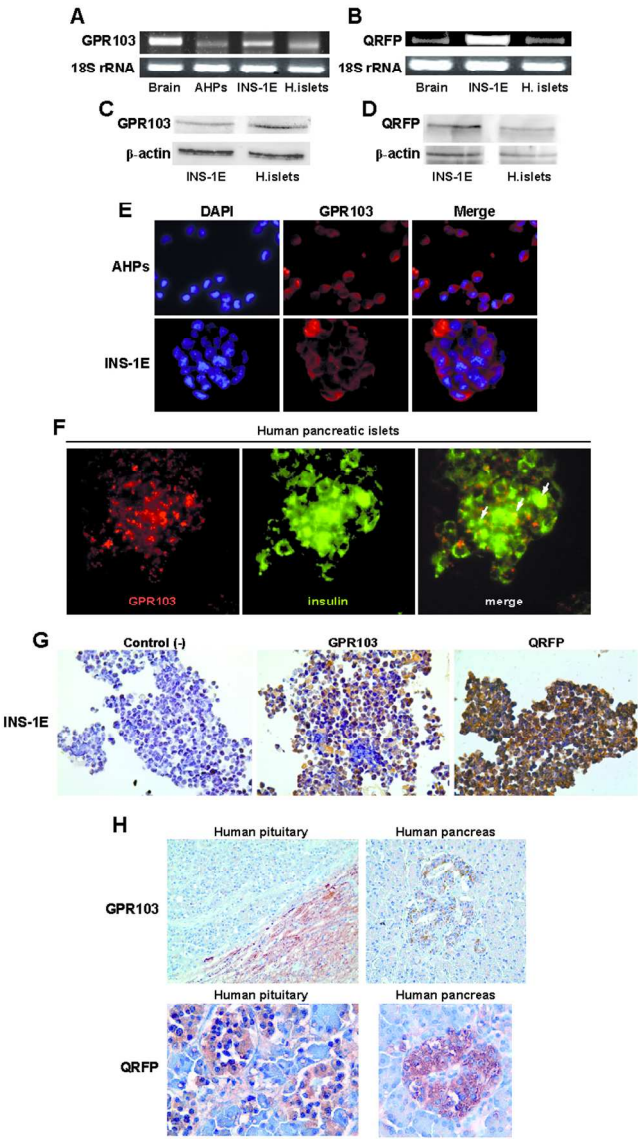 A
B
GPR103
QRFP
18S rRNA
18S rRNA
Brain AHPs INS-1E H.islets
Brain INS-1E H. islets
C
D
GPR103
QRFP
β-actin
β-actin
INS-1E H.islets
INS-1E H.islets
E
DAPI GPR103 Merge
AHPs
INS-1E
F
Human pancreatic islets
GPR103 insulin merge
G
Control (-) GPR103 QRFP
INS-1E
H
Human pituitary Human pancreas
GPR103
Human pituitary Human pancreas
QRFP